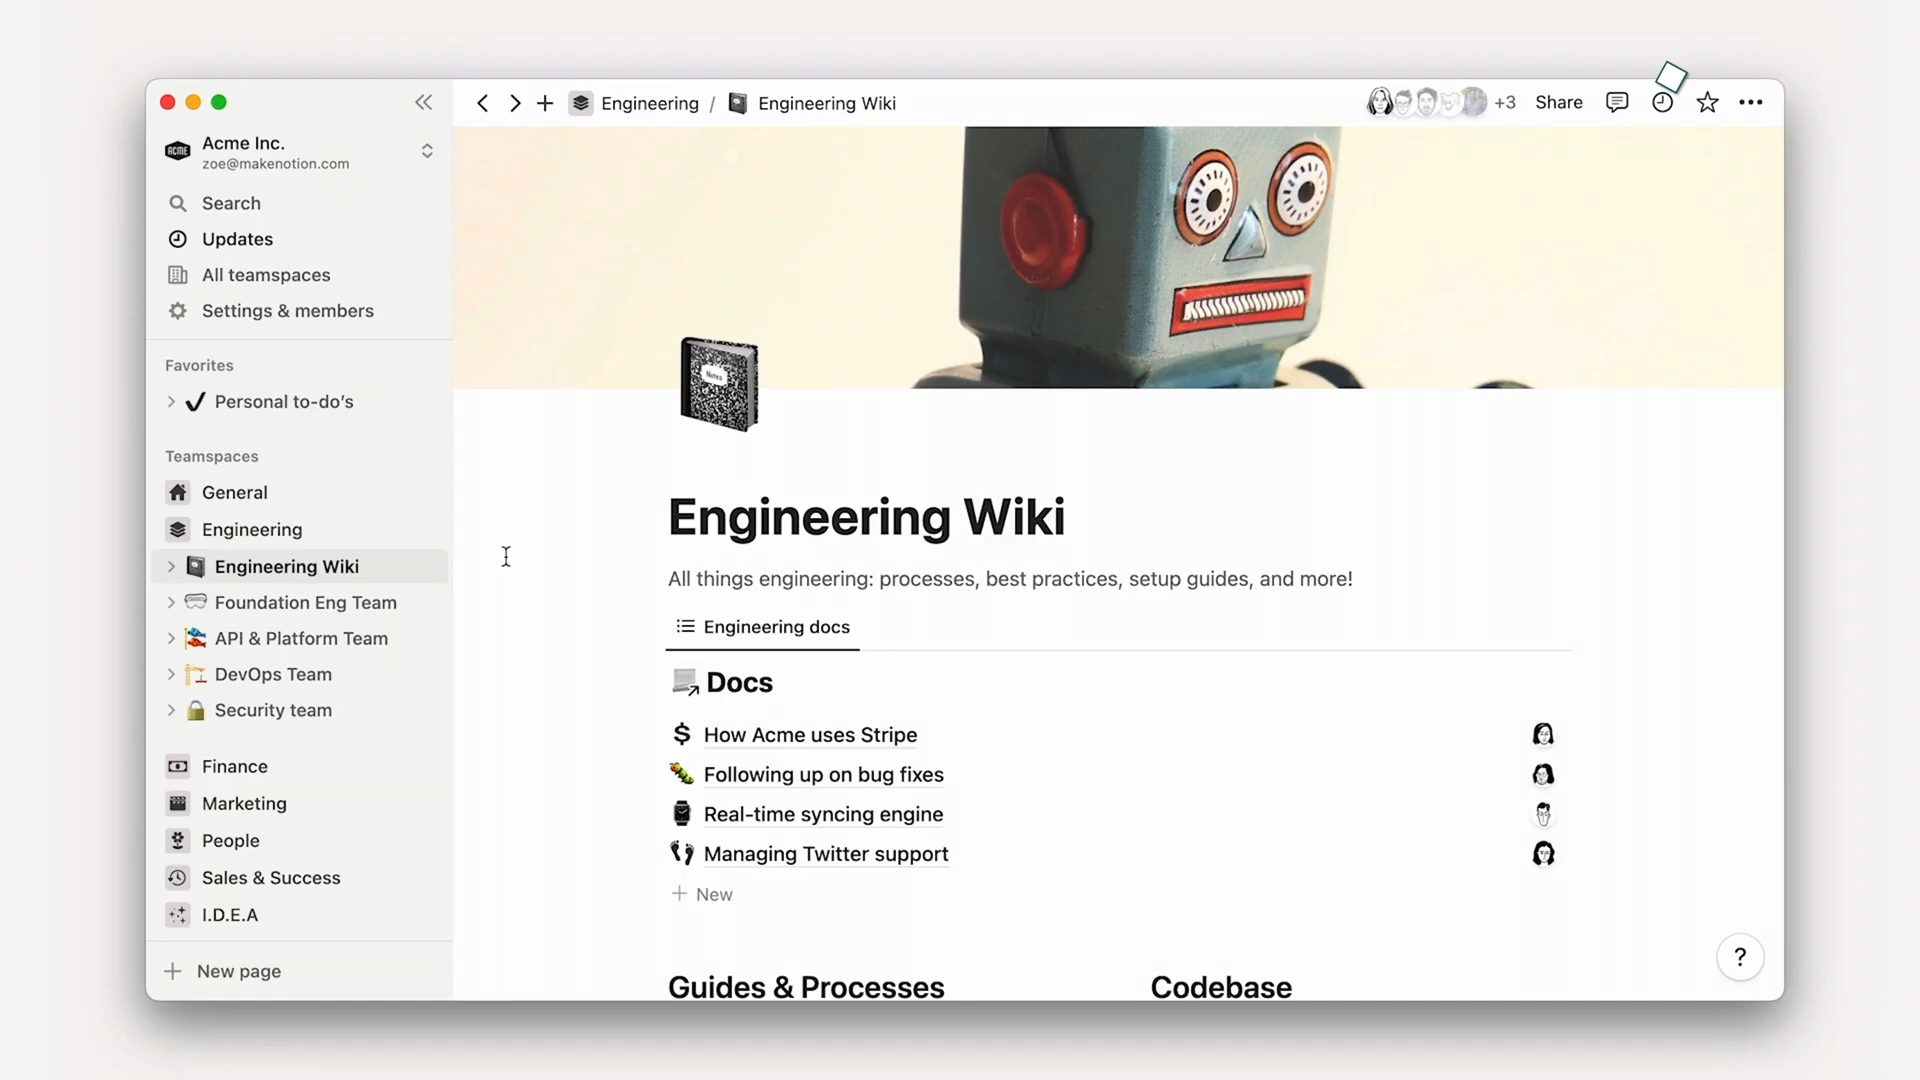 Engineering / Engineering Wiki
+3
Share
ACME
Acme Inc.
zoe@makenotion.com
Search
Updates
All teamspaces
Settings & members
Favorites
Personal to-do’s
Teamspaces
General
Engineering
Engineering Wiki
Foundation Eng Team
API & Platform Team
DevOps Team
Security team
Finance
Marketing
People
Sales & Success
I.D.E.A
New page
Notes
Engineering Wiki
All things engineering: processes, best practices, setup guides, and more!
Engineering docs
Docs
How Acme uses Stripe
Following up on bug fixes
Real-time syncing engine
Managing Twitter support
New
Guides & Processes
Codebase
?